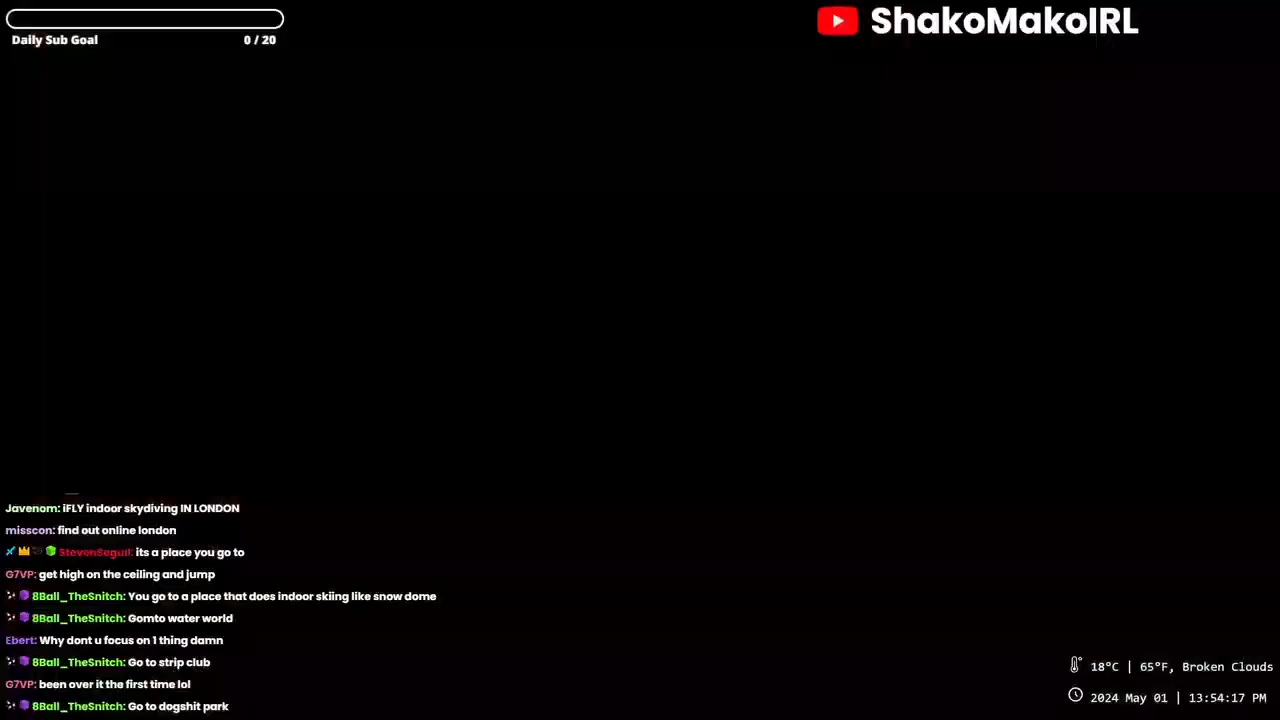 Daily Sub Goal 0 / 20
ShakoMakoIRL
Javenom: iFLY indoor skydiving IN LONDON
misscon: find out online london
StevenSeguil: its a place you go to
G7VP: get high on the ceiling and jump
8Ball_TheSnitch: You go to a place that does indoor skiing like snow dome
8Ball_TheSnitch: Gomto water world
Ebert: Why dont u focus on 1 thing damn
8Ball_TheSnitch: Go to strip club
G7VP: been over it the first time lol
8Ball_TheSnitch: Go to dogshit park
18°C | 65°F, Broken Clouds
2024 May 01 | 13:54:17 PM